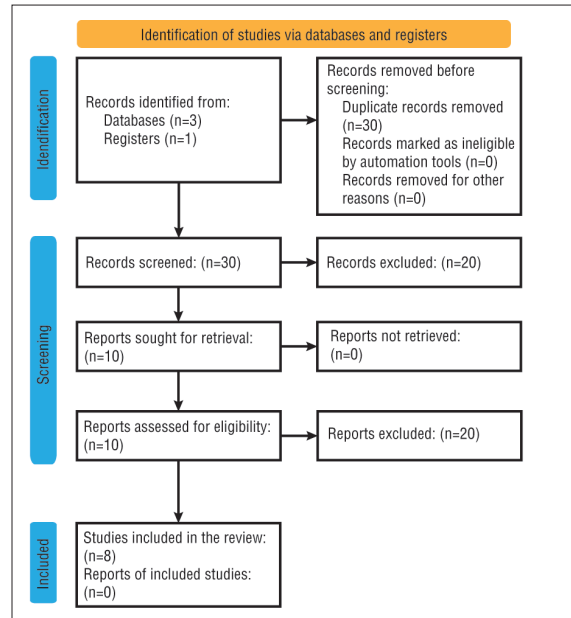 Identification of studies via databases and registers
Idendification
Records identified from:
Databases (n=3)
Registers (n=1)
Records removed before
screening:
Duplicate records removed
(n=30)
Records marked as ineligible
by automation tools (n=0)
Records removed for other
reasons (n=0)
Screening
Records screened: (n=30)
Records excluded: (n=20)
Reports sought for retrieval:
(n=10)
Reports not retrieved:
(n=0)
Reports assessed for eligibility:
(n=10)
Reports excluded: (n=20)
Included
Studies included in the review:
(n=8)
Reports of included studies:
(n=0)